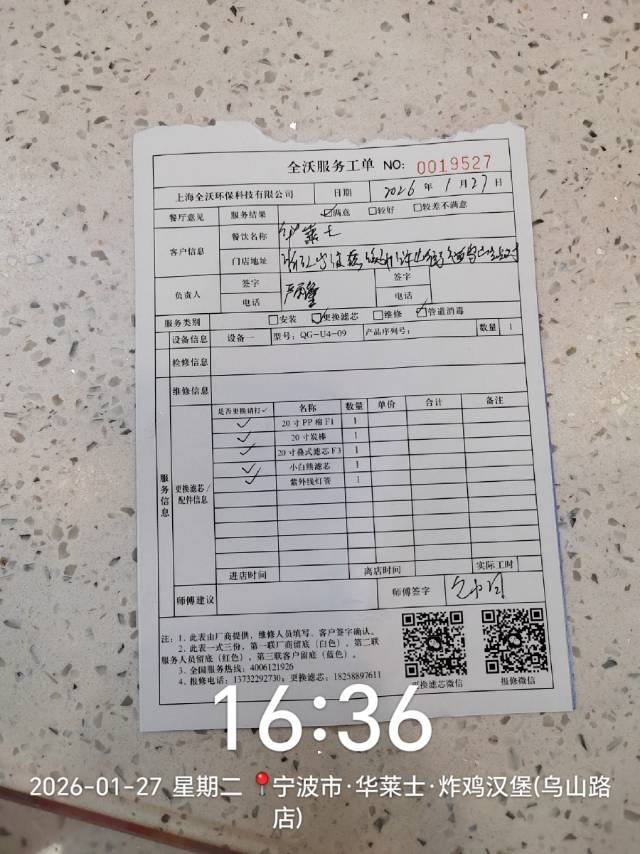 全沃服务工单 NO: 0019527
上海全沃环保科技有限公司 日期 2026 年 1 月 27 日
餐厅意见 服务结果 ☑满意 □较好 □较差不满意
客户信息 餐饮名称 华莱士
门店地址
负责人 签字 签字
电话 电话
服务类别 □安装 ☑更换滤芯 □维修 ☑管道消毒
设备信息 设备一 型号: QG-U4-09 产品序列号: 数量 1
检修信息
维修信息
服务信息 更换滤芯/配件信息
是否更换请打✓ 名称 数量 单价 合计 备注
✓ 20寸PP棉F1 1
✓ 20寸炭棒 1
✓ 20寸叠式滤芯F3 1
✓ 小白熊滤芯 1
✓ 紫外线灯管 1
进店时间 离店时间 实际工时
师傅建议 师傅签字
注: 1. 此表由厂商提供, 维修人员填写, 客户签字确认。
2. 此表一式三份, 第一联厂商留底 (白色), 第二联
服务人员留底 (红色), 第三联客户留底 (蓝色)。
3. 全国服务热线: 4006121926
4. 报修电话: 13732292730; 更换滤芯: 18258897611
更换滤芯微信 报修微信
16:36
2026-01-27 星期二 宁波市·华莱士·炸鸡汉堡(乌山路
店)